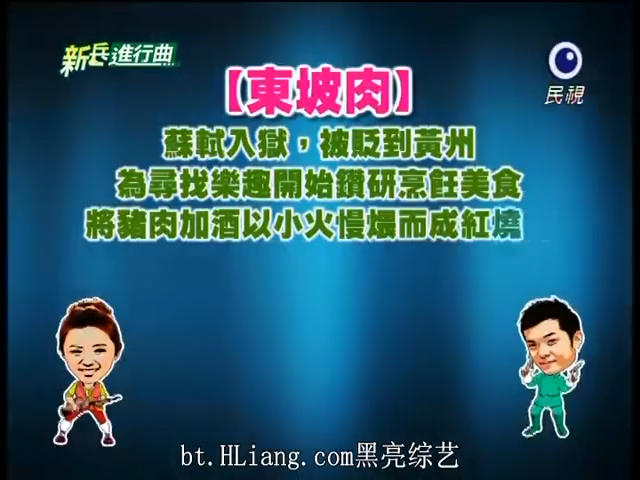 新兵進行曲
民視
【東坡肉】
蘇軾入獄，被貶到黃州
為尋找樂趣開始鑽研烹飪美食
將豬肉加酒以小火慢煨而成紅燒
bt.HLiang.com黑亮综艺